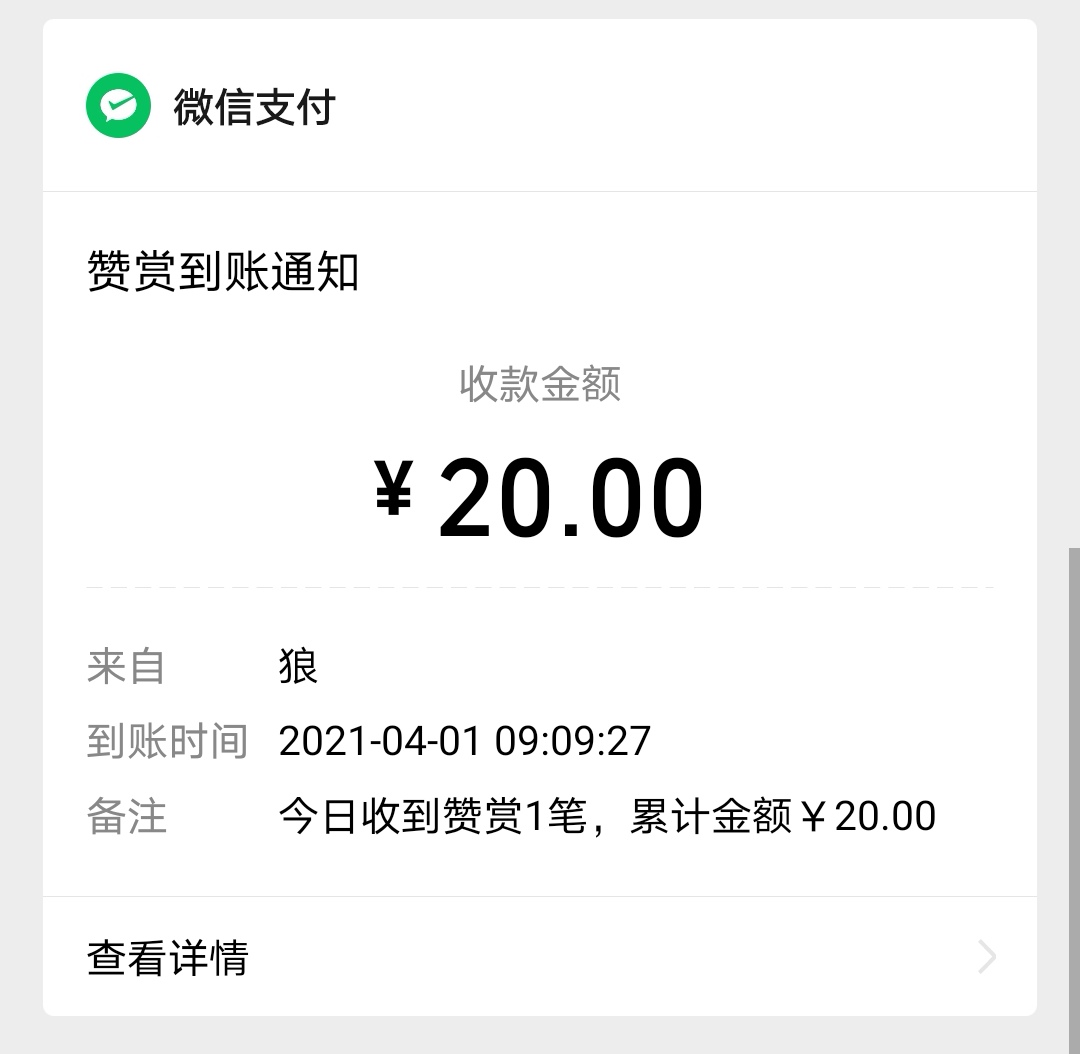 微信支付
赞赏到账通知
收款金额
¥20.00
来自 狼
到账时间 2021-04-01 09:09:27
备注 今日收到赞赏1笔，累计金额￥20.00
查看详情